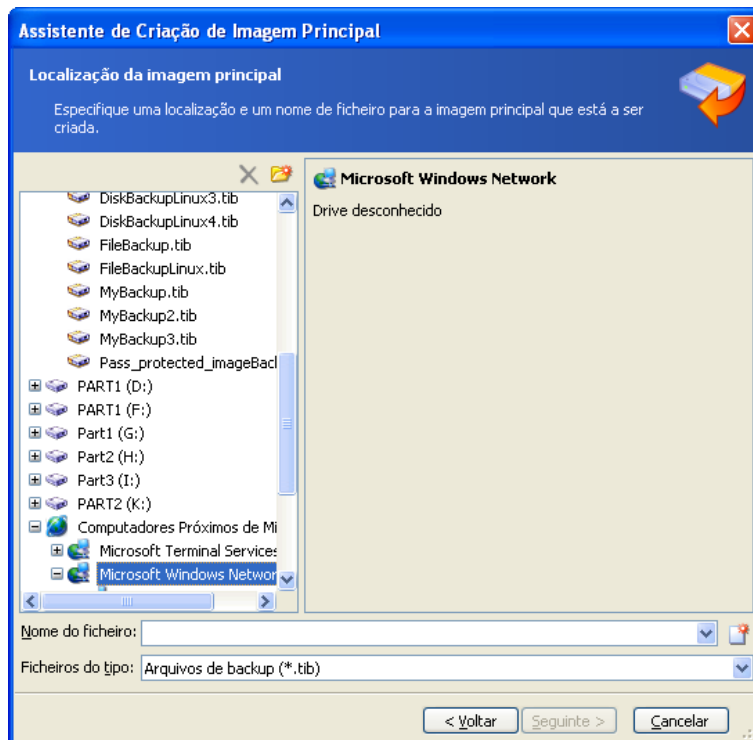 Assistente de Criação de Imagem Principal
Localização da imagem principal
Especifique uma localização e um nome de ficheiro para a imagem principal que está a ser
criada.
DiskBackupLinux3.tib
DiskBackupLinux4.tib
FileBackup.tib
FileBackupLinux.tib
MyBackup.tib
MyBackup2.tib
MyBackup3.tib
Pass_protected_imageBacl
PART1 (D:)
PART1 (F:)
Part1 (G:)
Part2 (H:)
Part3 (I:)
PART2 (K:)
Computadores Próximos de Mi
Microsoft Terminal Services
Microsoft Windows Networ
Microsoft Windows Network
Drive desconhecido
Nome do ficheiro:
Ficheiros do tipo: Arquivos de backup (*.tib)
< Voltar Seguinte > Cancelar